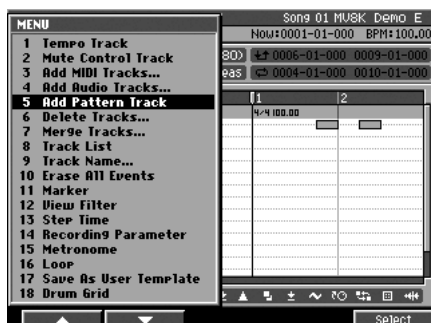 MENU
1 Tempo Track
2 Mute Control Track
3 Add MIDI Tracks...
4 Add Audio Tracks...
5 Add Pattern Track
6 Delete Tracks...
7 Merge Tracks...
8 Track List
9 Track Name...
10 Erase All Events
11 Marker
12 View Filter
13 Step Time
14 Recording Parameter
15 Metronome
16 Loop
17 Save As User Template
18 Drum Grid
Song 01 MV8K Demo E
Now:0001-01-000 BPM:100.00
80) 0006-01-000 0009-01-000
eas 0004-01-000 0010-01-000
1 2
4/4 100.00
Select